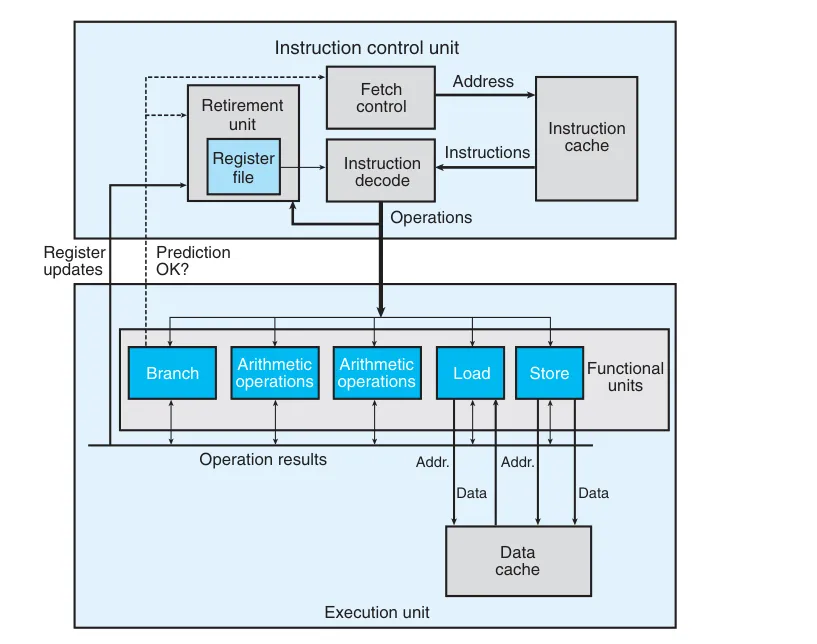 Instruction control unit
Fetch
control
Address
Retirement
unit
Instruction
cache
Register
file
Instruction
decode
Instructions
Operations
Register
updates
Prediction
OK?
Branch
Arithmetic
operations
Arithmetic
operations
Load
Store
Functional
units
Operation results
Addr.
Addr.
Data
Data
Data
cache
Execution unit